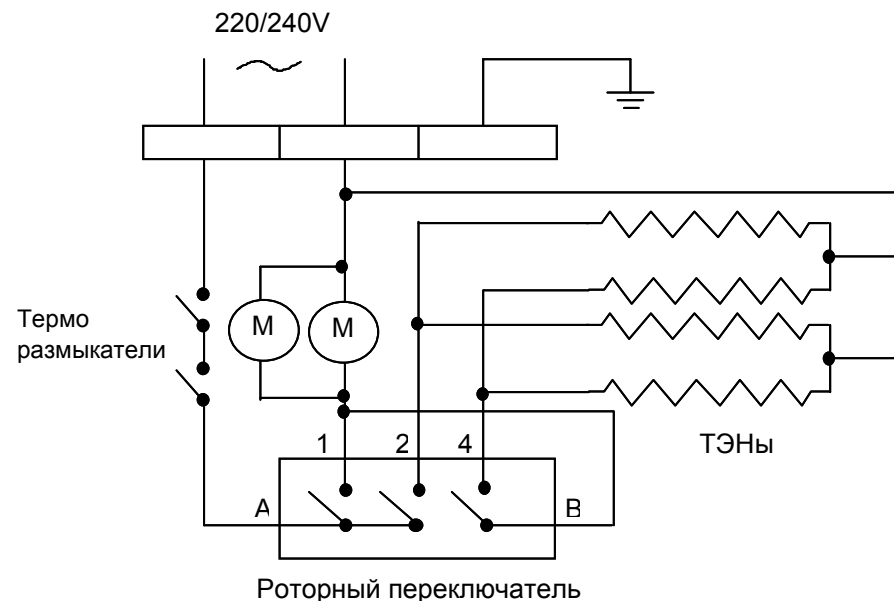 220/240V
Термо
размыкатели
M
M
ТЭНы
1 2 4
A
B
Роторный переключатель